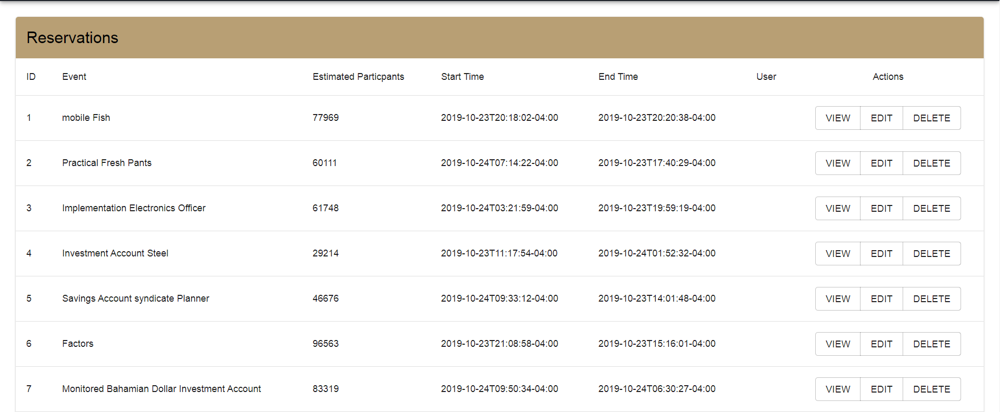 Reservations
ID Event Estimated Particpants Start Time End Time User Actions
1 mobile Fish 77969 2019-10-23T20:18:02-04:00 2019-10-23T20:20:38-04:00 VIEW EDIT DELETE
2 Practical Fresh Pants 60111 2019-10-24T07:14:22-04:00 2019-10-23T17:40:29-04:00 VIEW EDIT DELETE
3 Implementation Electronics Officer 61748 2019-10-24T03:21:59-04:00 2019-10-23T19:59:19-04:00 VIEW EDIT DELETE
4 Investment Account Steel 29214 2019-10-23T11:17:54-04:00 2019-10-24T01:52:32-04:00 VIEW EDIT DELETE
5 Savings Account syndicate Planner 46676 2019-10-24T09:33:12-04:00 2019-10-23T14:01:48-04:00 VIEW EDIT DELETE
6 Factors 96563 2019-10-23T21:08:58-04:00 2019-10-23T15:16:01-04:00 VIEW EDIT DELETE
7 Monitored Bahamian Dollar Investment Account 83319 2019-10-24T09:50:34-04:00 2019-10-24T06:30:27-04:00 VIEW EDIT DELETE